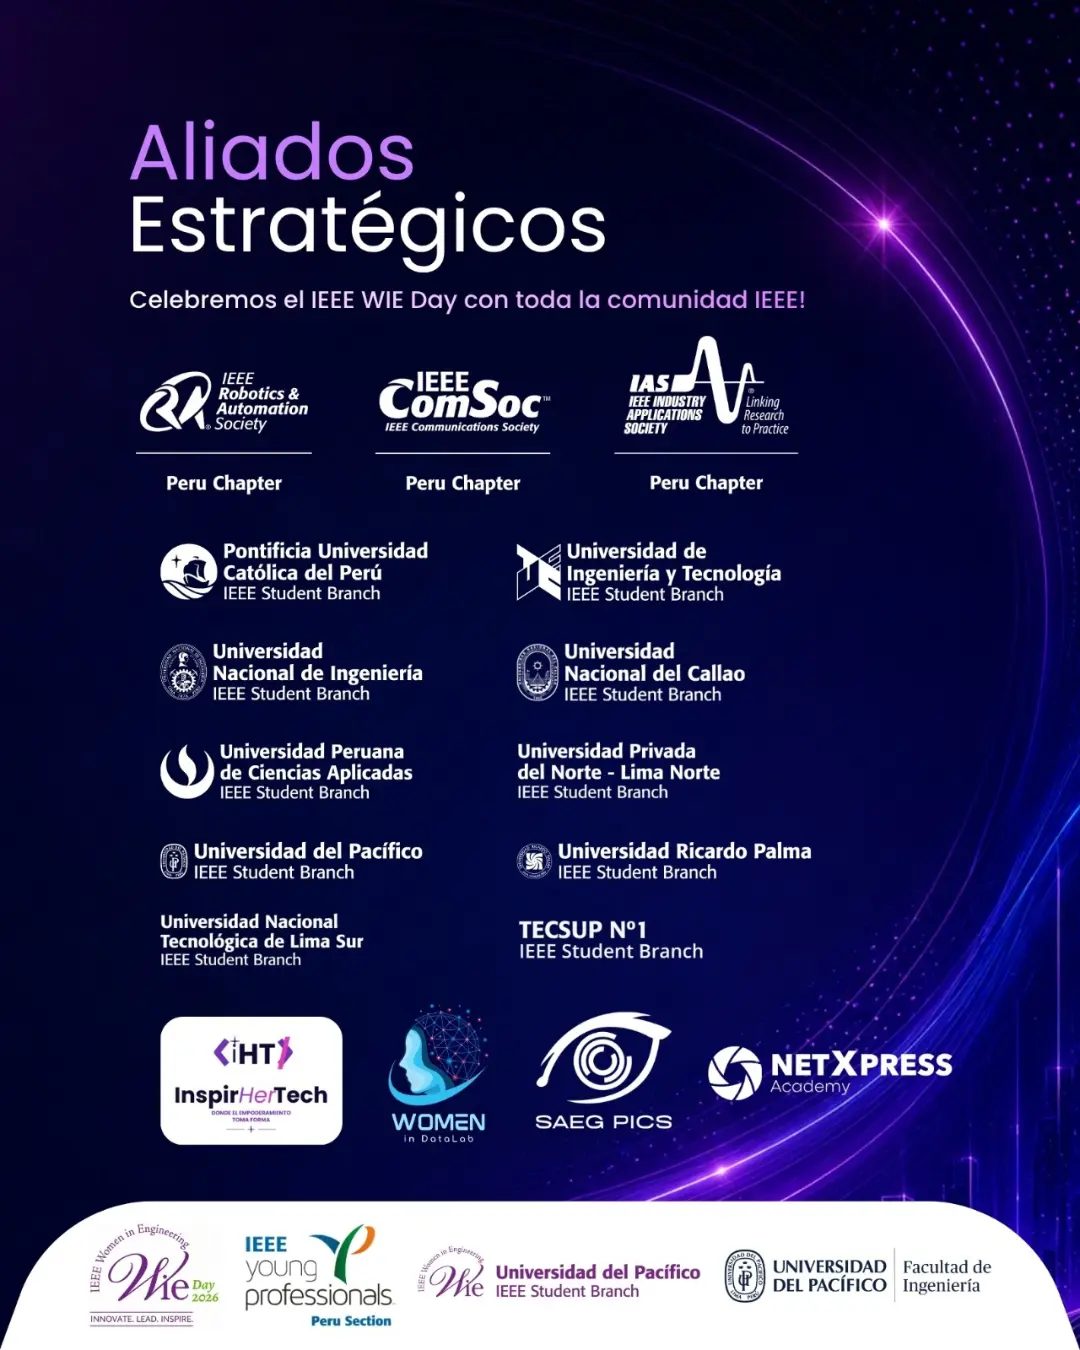 Aliados
Estratégicos
Celebremos el IEEE WIE Day con toda la comunidad IEEE!
IEEE
Robotics &
Automation
Society
®
Peru Chapter
IEEE
ComSoc™
IEEE Communications Society
Peru Chapter
IAS
IEEE INDUSTRY
APPLICATIONS
SOCIETY
®
Linking
Research
to Practice
Peru Chapter
Pontificia Universidad
Católica del Perú
IEEE Student Branch
Universidad de
Ingeniería y Tecnología
IEEE Student Branch
Universidad
Nacional de Ingeniería
IEEE Student Branch
Universidad
Nacional del Callao
IEEE Student Branch
Universidad Peruana
de Ciencias Aplicadas
IEEE Student Branch
Universidad Privada
del Norte - Lima Norte
IEEE Student Branch
Universidad del Pacífico
IEEE Student Branch
Universidad Ricardo Palma
IEEE Student Branch
Universidad Nacional
Tecnológica de Lima Sur
IEEE Student Branch
TECSUP Nº1
IEEE Student Branch
iHT
InspirHerTech
DONDE EL EMPODERAMIENTO
TOMA FORMA
WOMEN
in DataLab
SAEG PICS
NETXPRESS
Academy
IEEE Women in Engineering
Wie Day
2026
INNOVATE. LEAD. INSPIRE.
IEEE
young
professionals
Peru Section
IEEE Women in Engineering
Wie
Universidad del Pacífico
IEEE Student Branch
UNIVERSIDAD
DEL PACÍFICO
Facultad de
Ingeniería